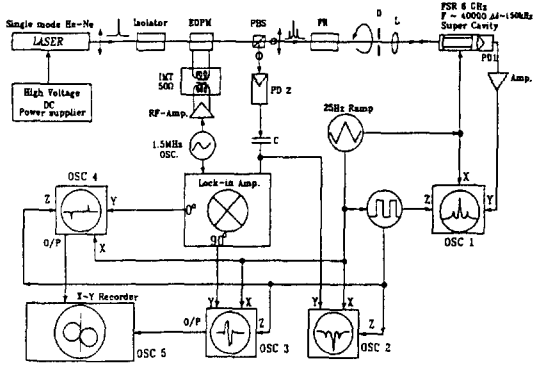 Single mode He-Ne
LASER
Isolator
EOPM
PBS
FR
D
L
FSR 6 GHz
F ~ 40000 Δf~150kHz
Super Cavity
PD1
Amp.
High Voltage
DC
Power supplier
IMT
50Ω
RF-Amp.
1.5MHz
OSC.
PD 2
C
25Hz Ramp
Lock-in Amp.
0°
90°
OSC 4
Z
Y
X
O/P
X
Z
Y
OSC 1
X-Y Recorder
OSC 5
O/P
Y
X
Z
OSC 3
Y
X
Z
OSC 2